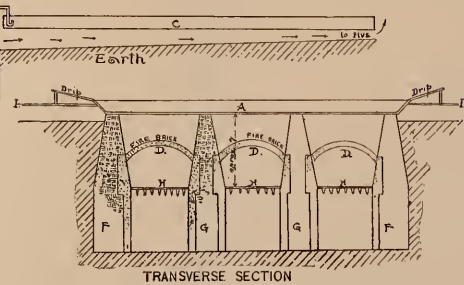 C
to Flue
Earth
Drip
Drip
I
A
I
FIRE BRICK
FIRE BRICK
D.
D.
D.
H
H
H
F
G
G
F
TRANSVERSE SECTION